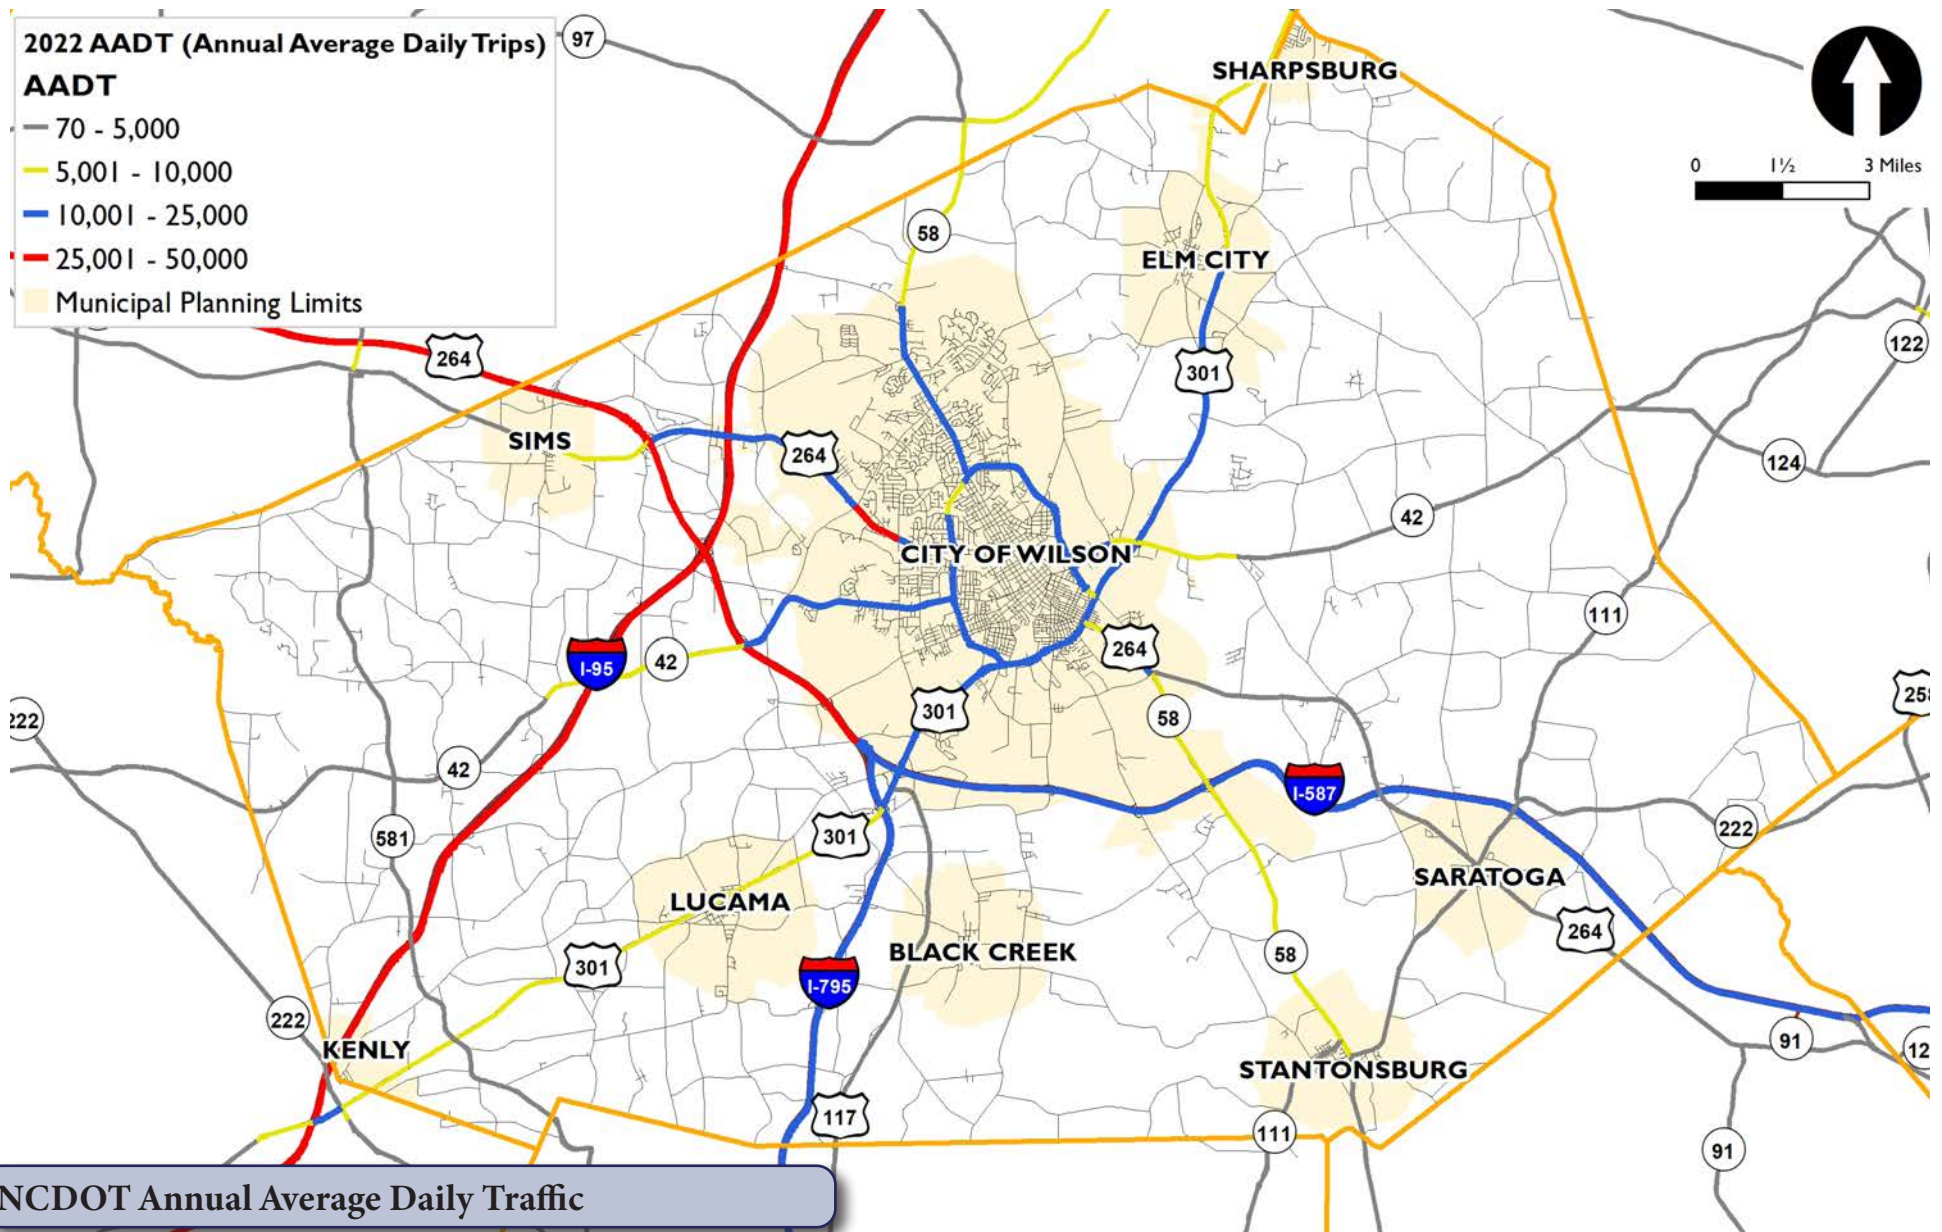 2022 AADT (Annual Average Daily Trips)
AADT
70 - 5,000
5,001 - 10,000
10,001 - 25,000
25,001 - 50,000
Municipal Planning Limits
97
SHARPSBURG
0 1½ 3 Miles
58
ELM CITY
264
301
122
SIMS
264
124
42
CITY OF WILSON
111
I-95
42
264
222
301
58
258
42
I-587
581
301
222
LUCAMA
SARATOGA
264
BLACK CREEK
301
58
I-795
222
91
12
KENLY
STANTONSBURG
117
111
91
NCDOT Annual Average Daily Traffic